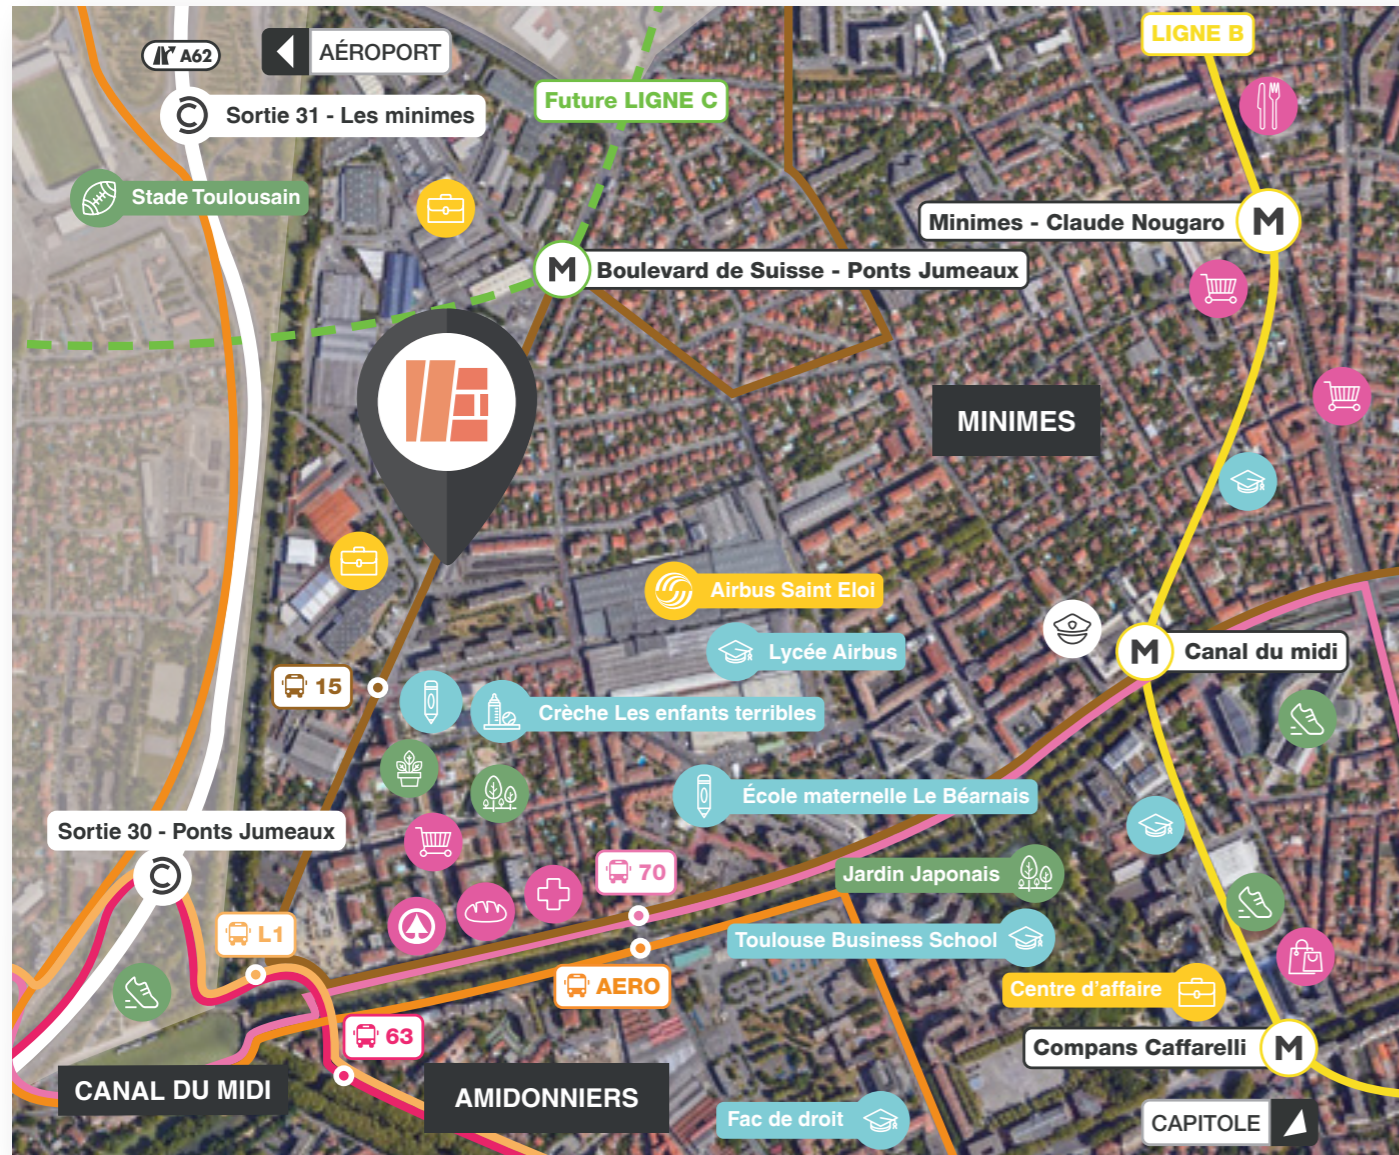 LIGNE B
A62
AÉROPORT
Future LIGNE C
Sortie 31 - Les minimes
Stade Toulousain
Minimes - Claude Nougaro
M
M
Boulevard de Suisse - Ponts Jumeaux
MINIMES
Airbus Saint Eloi
Lycée Airbus
M
Canal du midi
15
Crèche Les enfants terribles
École maternelle Le Béarnais
Sortie 30 - Ponts Jumeaux
70
Jardin Japonais
L1
Toulouse Business School
AERO
Centre d'affaire
63
Compans Caffarelli
M
CANAL DU MIDI
AMIDONNIERS
Fac de droit
CAPITOLE